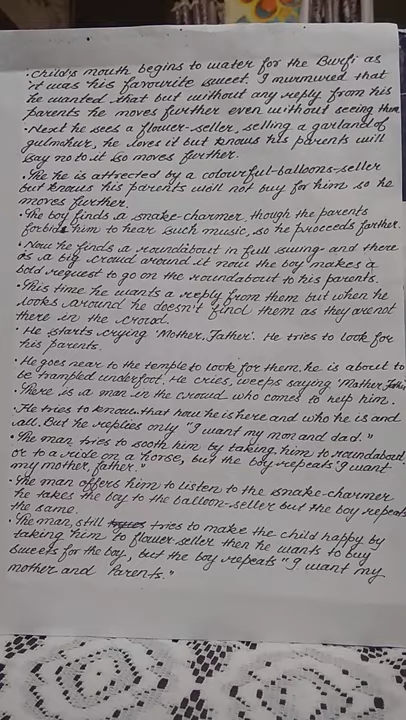 • Child's mouth begins to water for the Burfi as
it was his favourite sweet. I murmured that
he wanted that but without any reply from his
parents he moves further even without seeing them
• Next he sees a flower-seller, selling a garland of
gulmohur, he loves it but knows his parents will
say no to it so moves further.
• The he is attrected by a colourful-balloons-seller
but knows his parents will not buy for him so he
moves further.
• The boy finds a snake-charmer, though the parents
forbids him to hear such music, so he proceeds farther.
• Now he finds a roundabout in full swing- and there
is a big crowd around it now the boy makes a
bold request to go on the roundabout to his parents.
• This time he wants a reply from them but when he
looks around he doesn't find them as they are not
there in the crowd.
• He starts crying 'Mother, Father'. He tries to look for
his parents.
• He goes near to the temple to look for them, he is about to
be trampled underfoot. He cries, weeps saying 'Mother, Father
• There is a man in the crowd who comes to help him.
• He tries to know that how he is here and who he is and
all. But he replies only "I want my mom and dad."
• The man tries to sooth him by taking him to roundabout
or to a ride on a horse, but the boy repeats "I want
my mother, father."
• The man offers him to listen to the snake-charmer
he takes the boy to the balloon-seller but the boy repeats
the same.
• The man, still tries to make the child happy by
taking him to flower-seller then he wants to buy
sweets for the boy, but the boy repeats "I want my
mother and Parents."